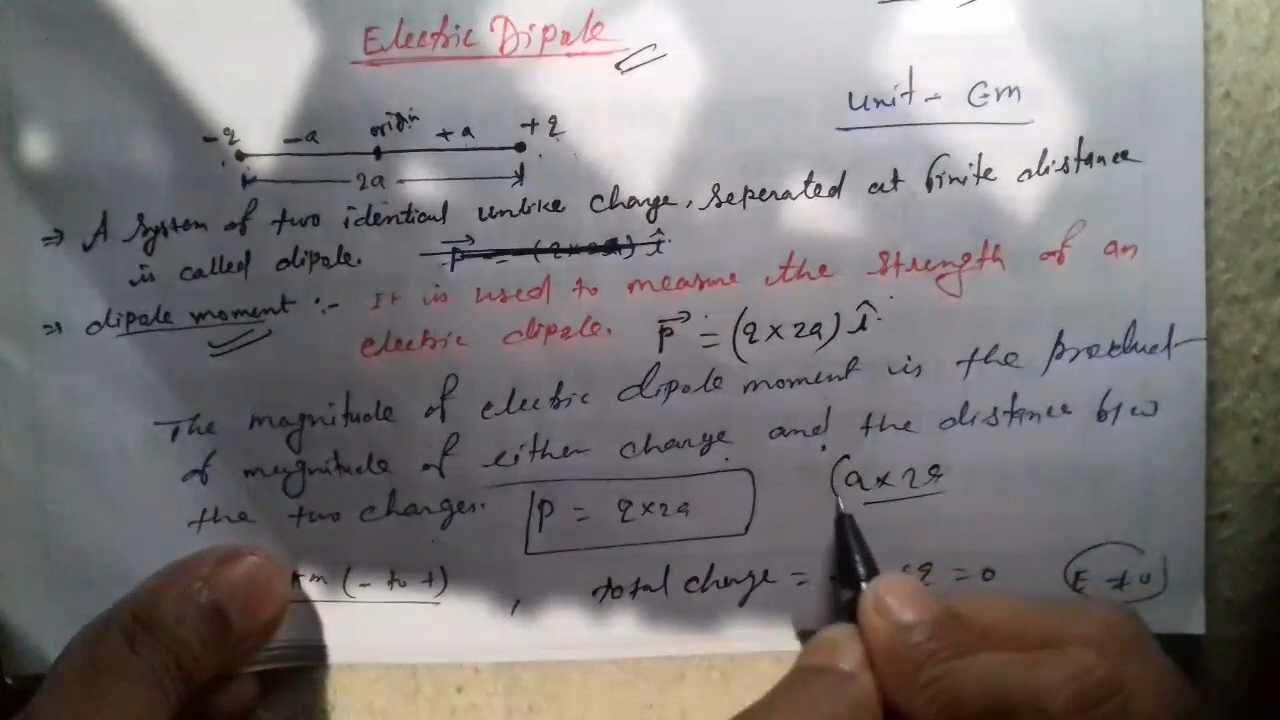 Electric Dipole
unit - Cm
-q -a origin +a +q
2a
⇒ A system of two identical unlike charge, seperated at finite distance
is called dipole.
⇒ dipole moment :- It is used to measure the strength of an
electric dipole. p⃗ = (q×2a) î
The magnitude of electric dipole moment is the product
of magnitude of either charge and the distance b/w
the two charges. p = q×2a
(- to +) , total charge = q = 0 E ≠ 0